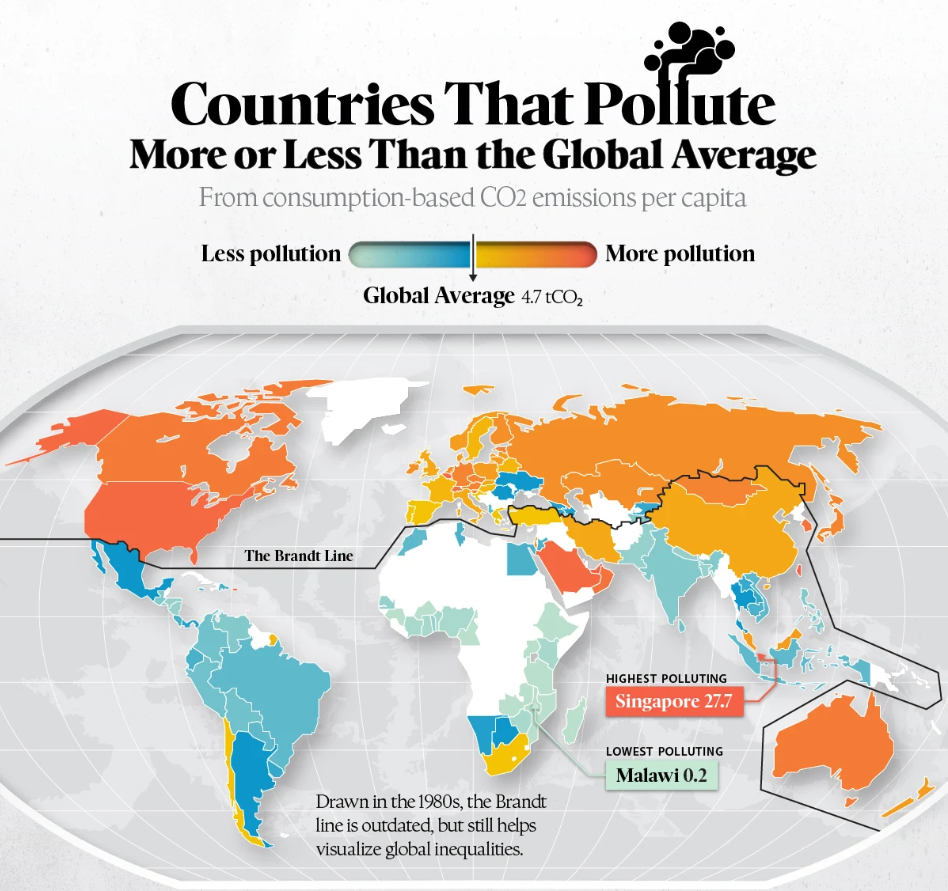 Countries That Pollute
More or Less Than the Global Average
From consumption-based CO2 emissions per capita
Less pollution
More pollution
Global Average 4.7 tCO₂
The Brandt Line
HIGHEST POLLUTING
Singapore 27.7
LOWEST POLLUTING
Malawi 0.2
Drawn in the 1980s, the Brandt
line is outdated, but still helps
visualize global inequalities.